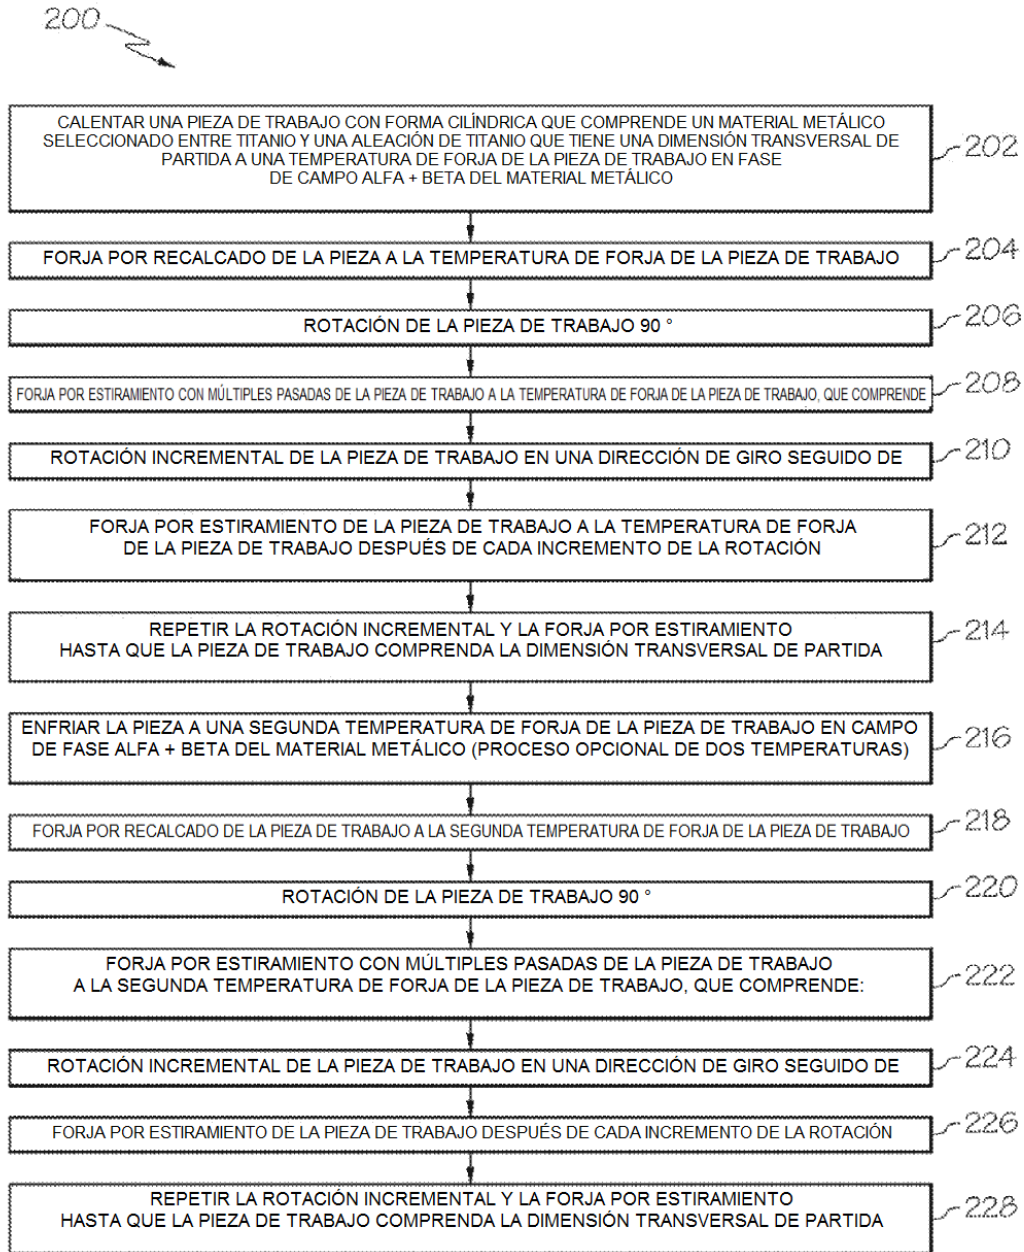 200
CALENTAR UNA PIEZA DE TRABAJO CON FORMA CILÍNDRICA QUE COMPRENDE UN MATERIAL METÁLICO
SELECCIONADO ENTRE TITANIO Y UNA ALEACIÓN DE TITANIO QUE TIENE UNA DIMENSIÓN TRANSVERSAL DE
PARTIDA A UNA TEMPERATURA DE FORJA DE LA PIEZA DE TRABAJO EN FASE
DE CAMPO ALFA + BETA DEL MATERIAL METÁLICO
202
FORJA POR RECALCADO DE LA PIEZA A LA TEMPERATURA DE FORJA DE LA PIEZA DE TRABAJO
204
ROTACIÓN DE LA PIEZA DE TRABAJO 90 °
206
FORJA POR ESTIRAMIENTO CON MÚLTIPLES PASADAS DE LA PIEZA DE TRABAJO A LA TEMPERATURA DE FORJA DE LA PIEZA DE TRABAJO, QUE COMPRENDE
208
ROTACIÓN INCREMENTAL DE LA PIEZA DE TRABAJO EN UNA DIRECCIÓN DE GIRO SEGUIDO DE
210
FORJA POR ESTIRAMIENTO DE LA PIEZA DE TRABAJO A LA TEMPERATURA DE FORJA
DE LA PIEZA DE TRABAJO DESPUÉS DE CADA INCREMENTO DE LA ROTACIÓN
212
REPETIR LA ROTACIÓN INCREMENTAL Y LA FORJA POR ESTIRAMIENTO
HASTA QUE LA PIEZA DE TRABAJO COMPRENDA LA DIMENSIÓN TRANSVERSAL DE PARTIDA
214
ENFRIAR LA PIEZA A UNA SEGUNDA TEMPERATURA DE FORJA DE LA PIEZA DE TRABAJO EN CAMPO
DE FASE ALFA + BETA DEL MATERIAL METÁLICO (PROCESO OPCIONAL DE DOS TEMPERATURAS)
216
FORJA POR RECALCADO DE LA PIEZA DE TRABAJO A LA SEGUNDA TEMPERATURA DE FORJA DE LA PIEZA DE TRABAJO
218
ROTACIÓN DE LA PIEZA DE TRABAJO 90 °
220
FORJA POR ESTIRAMIENTO CON MÚLTIPLES PASADAS DE LA PIEZA DE TRABAJO
A LA SEGUNDA TEMPERATURA DE FORJA DE LA PIEZA DE TRABAJO, QUE COMPRENDE:
222
ROTACIÓN INCREMENTAL DE LA PIEZA DE TRABAJO EN UNA DIRECCIÓN DE GIRO SEGUIDO DE
224
FORJA POR ESTIRAMIENTO DE LA PIEZA DE TRABAJO DESPUÉS DE CADA INCREMENTO DE LA ROTACIÓN
226
REPETIR LA ROTACIÓN INCREMENTAL Y LA FORJA POR ESTIRAMIENTO
HASTA QUE LA PIEZA DE TRABAJO COMPRENDA LA DIMENSIÓN TRANSVERSAL DE PARTIDA
228